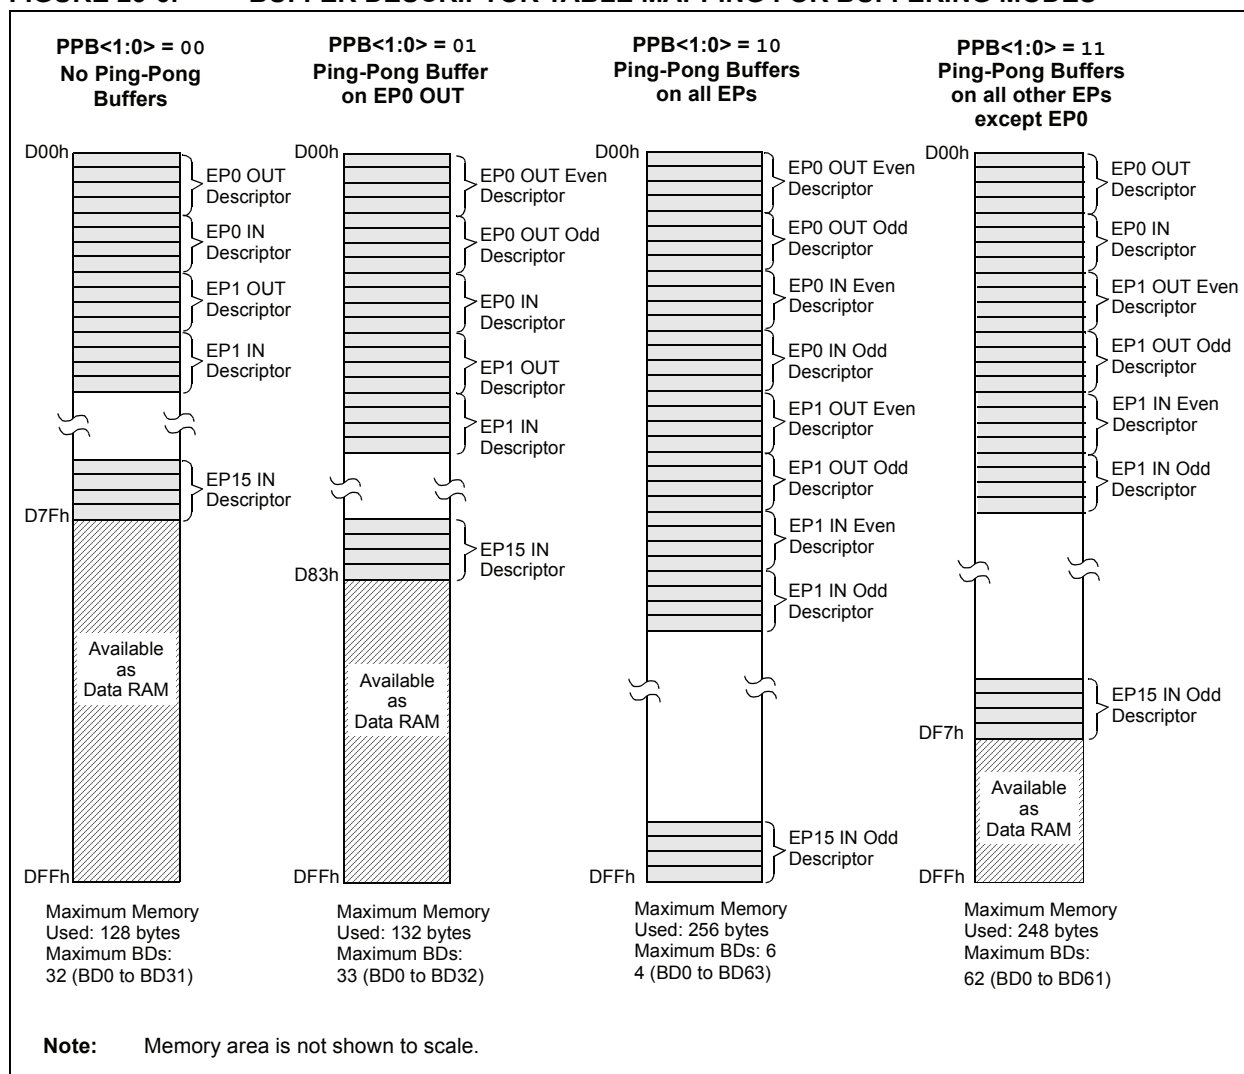 FIGURE 20-6: BUFFER DESCRIPTOR TABLE MAPPING FOR BUFFERING MODES
PPB<1:0> = 00
No Ping-Pong
Buffers
D00h
EP0 OUT
Descriptor
EP0 IN
Descriptor
EP1 OUT
Descriptor
EP1 IN
Descriptor
EP15 IN
Descriptor
D7Fh
Available
as
Data RAM
DFFh
Maximum Memory
Used: 128 bytes
Maximum BDs:
32 (BD0 to BD31)
PPB<1:0> = 01
Ping-Pong Buffer
on EP0 OUT
D00h
EP0 OUT Even
Descriptor
EP0 OUT Odd
Descriptor
EP0 IN
Descriptor
EP1 OUT
Descriptor
EP1 IN
Descriptor
EP15 IN
Descriptor
D83h
Available
as
Data RAM
DFFh
Maximum Memory
Used: 132 bytes
Maximum BDs:
33 (BD0 to BD32)
PPB<1:0> = 10
Ping-Pong Buffers
on all EPs
D00h
EP0 OUT Even
Descriptor
EP0 OUT Odd
Descriptor
EP0 IN Even
Descriptor
EP0 IN Odd
Descriptor
EP1 OUT Even
Descriptor
EP1 OUT Odd
Descriptor
EP1 IN Even
Descriptor
EP1 IN Odd
Descriptor
EP15 IN Odd
Descriptor
DFFh
Maximum Memory
Used: 256 bytes
Maximum BDs: 6
4 (BD0 to BD63)
PPB<1:0> = 11
Ping-Pong Buffers
on all other EPs
except EP0
D00h
EP0 OUT
Descriptor
EP0 IN
Descriptor
EP1 OUT Even
Descriptor
EP1 OUT Odd
Descriptor
EP1 IN Even
Descriptor
EP1 IN Odd
Descriptor
EP15 IN Odd
Descriptor
DF7h
Available
as
Data RAM
DFFh
Maximum Memory
Used: 248 bytes
Maximum BDs:
62 (BD0 to BD61)
Note: Memory area is not shown to scale.